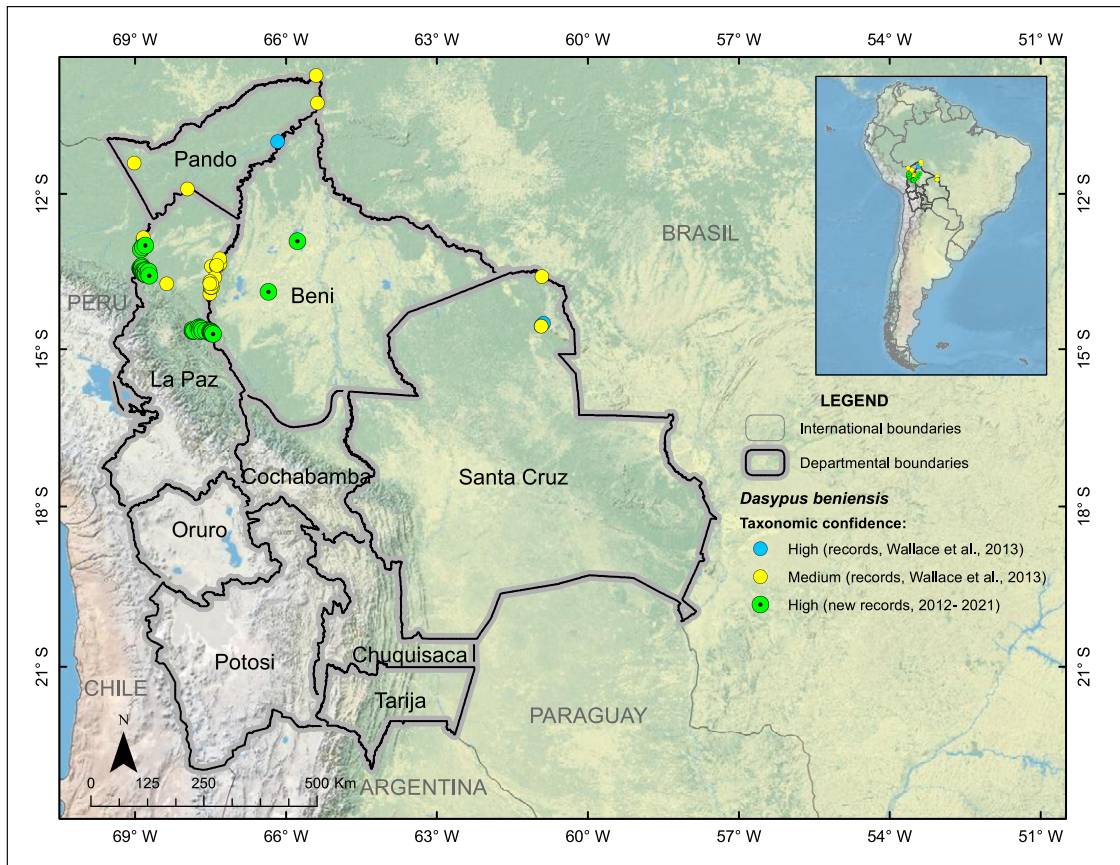 69° W 66° W 63° W 60° W 57° W 54° W 51° W
12° S
15° S
18° S
21° S
12° S
15° S
18° S
21° S
Pando
BRASIL
PERU
Beni
La Paz
Cochabamba
Santa Cruz
Oruro
Potosi
Chuquisaca
Tarija
CHILE
PARAGUAY
ARGENTINA
N
0 125 250 500 Km
LEGEND
International boundaries
Departmental boundaries
Dasypus beniensis
Taxonomic confidence:
High (records, Wallace et al., 2013)
Medium (records, Wallace et al., 2013)
High (new records, 2012- 2021)
69° W 66° W 63° W 60° W 57° W 54° W 51° W